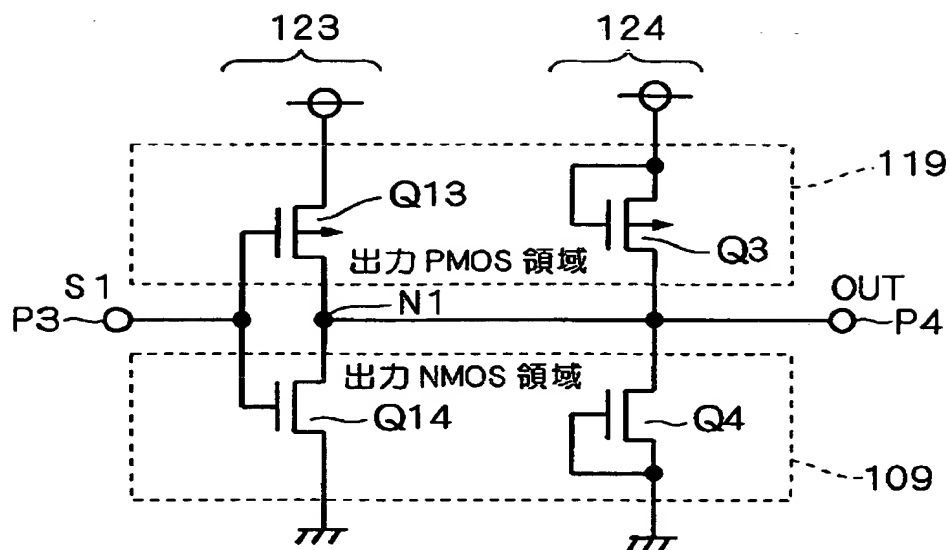 123
124
119
Q13
Q3
出力 PMOS 領域
S1
N1
OUT
P3
P4
出力 NMOS 領域
Q14
Q4
109